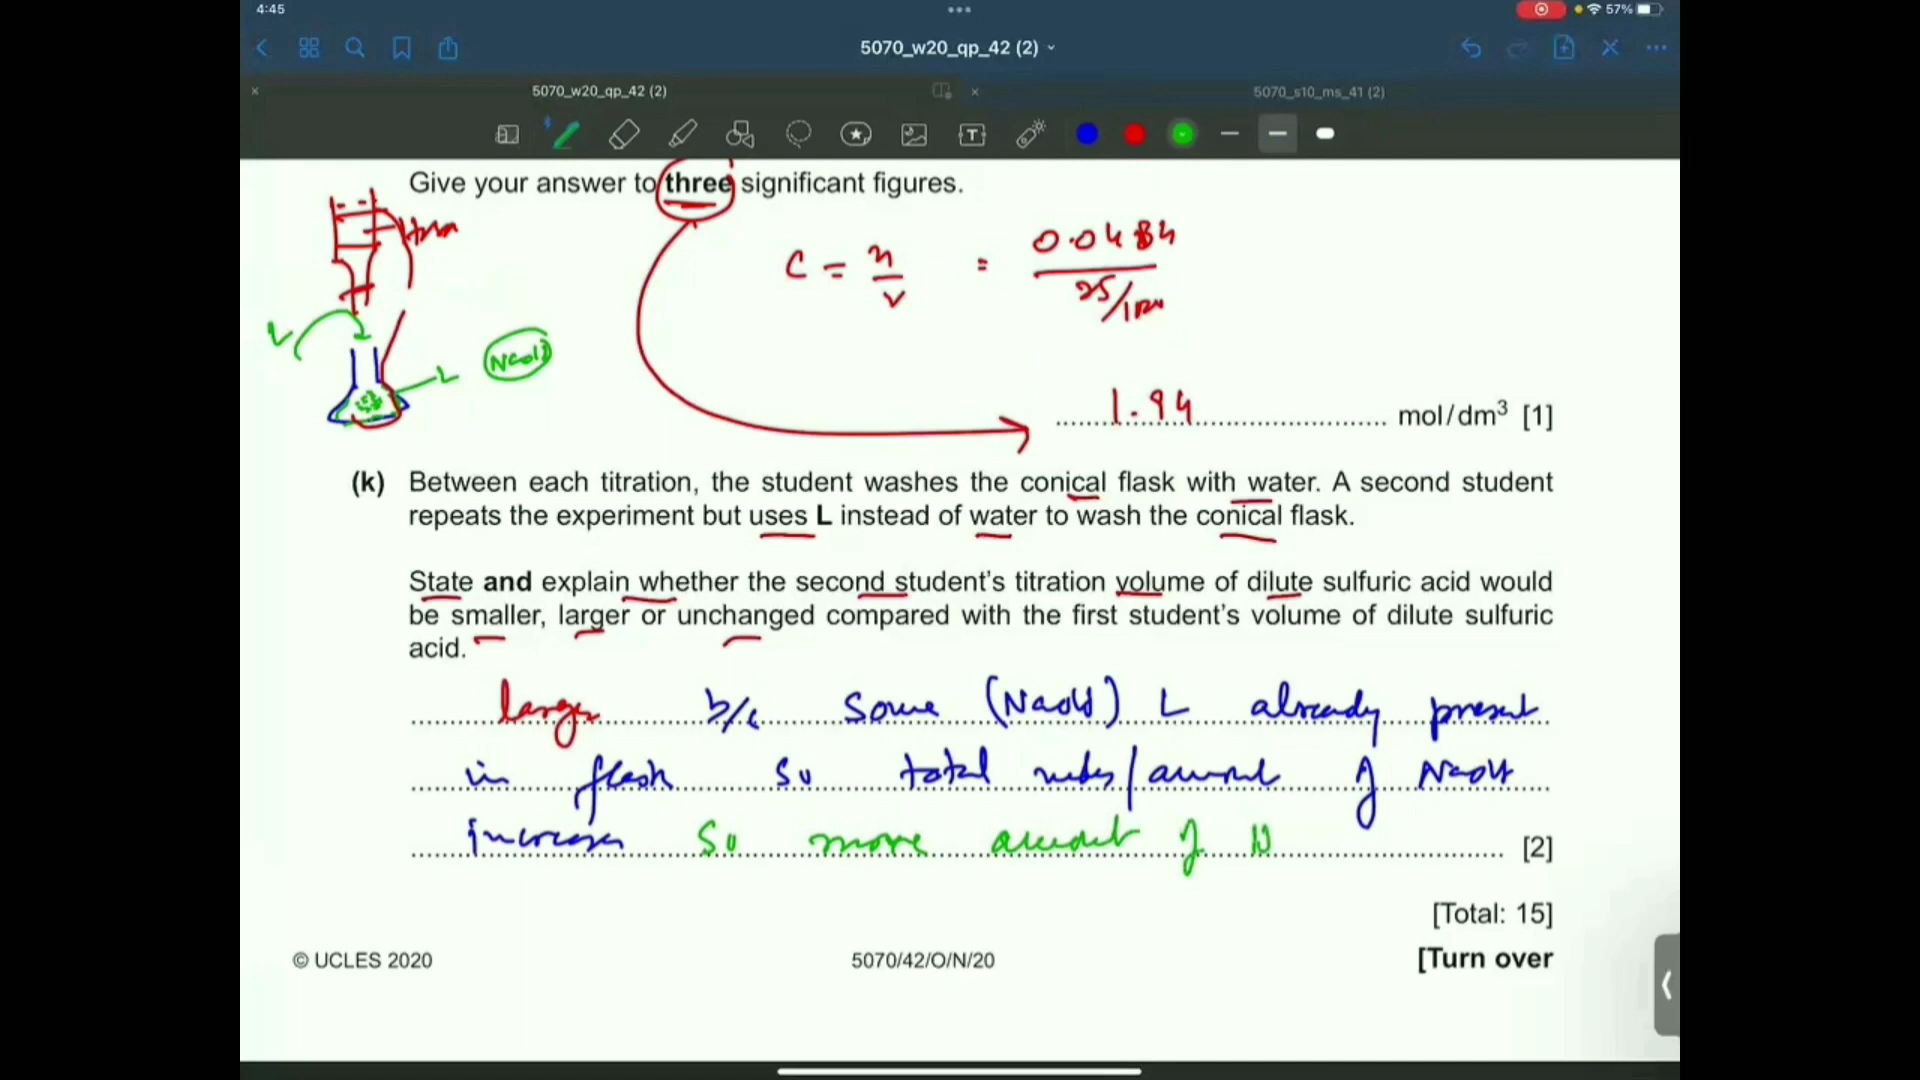 4:45
57%
5070_w20_qp_42 (2)
5070_w20_qp_42 (2)
5070_s10_ms_41 (2)
Give your answer to three significant figures.
C = n/v = 0.0484
25/
L
L
NaOH
1.94 mol/dm³ [1]
(k) Between each titration, the student washes the conical flask with water. A second student
repeats the experiment but uses L instead of water to wash the conical flask.
State and explain whether the second student's titration volume of dilute sulfuric acid would
be smaller, larger or unchanged compared with the first student's volume of dilute sulfuric
acid.
larger b/c some (NaOH) L already present
in flask so total moles/amount of NaOH
increases so more amount of [2]
[Total: 15]
© UCLES 2020
5070/42/O/N/20
[Turn over